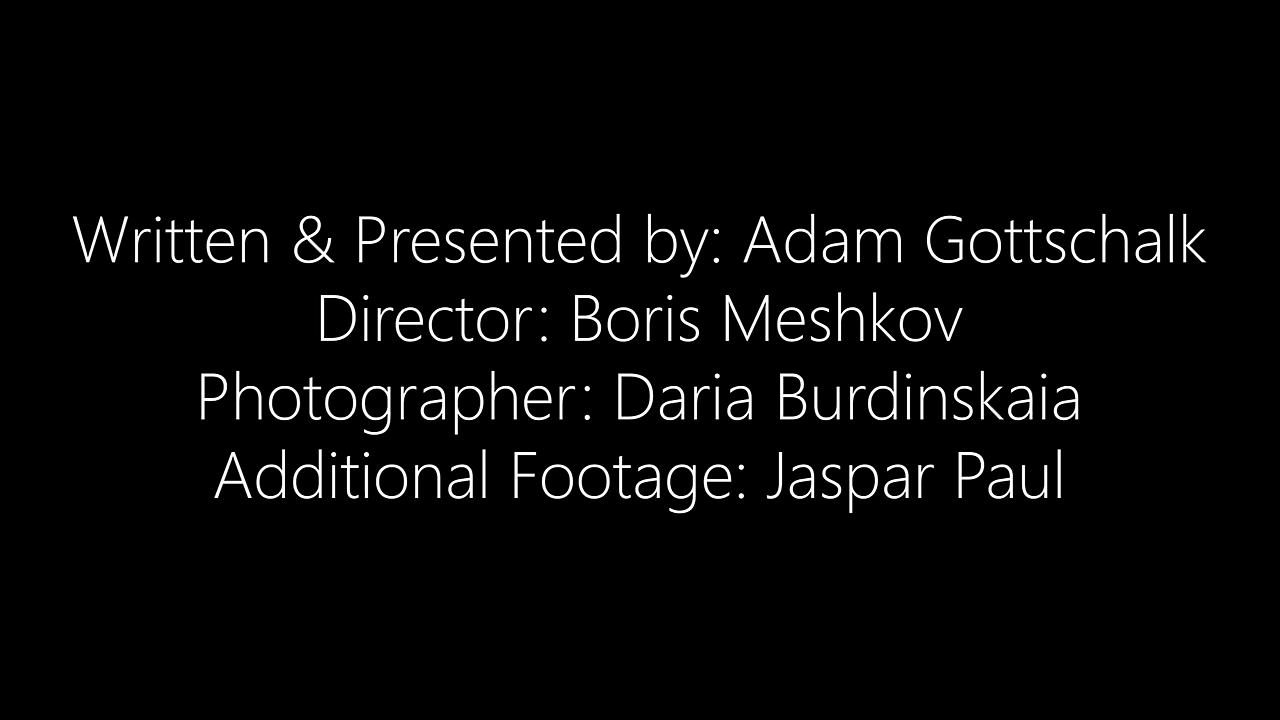 Written & Presented by: Adam Gottschalk
Director: Boris Meshkov
Photographer: Daria Burdinskaia
Additional Footage: Jaspar Paul